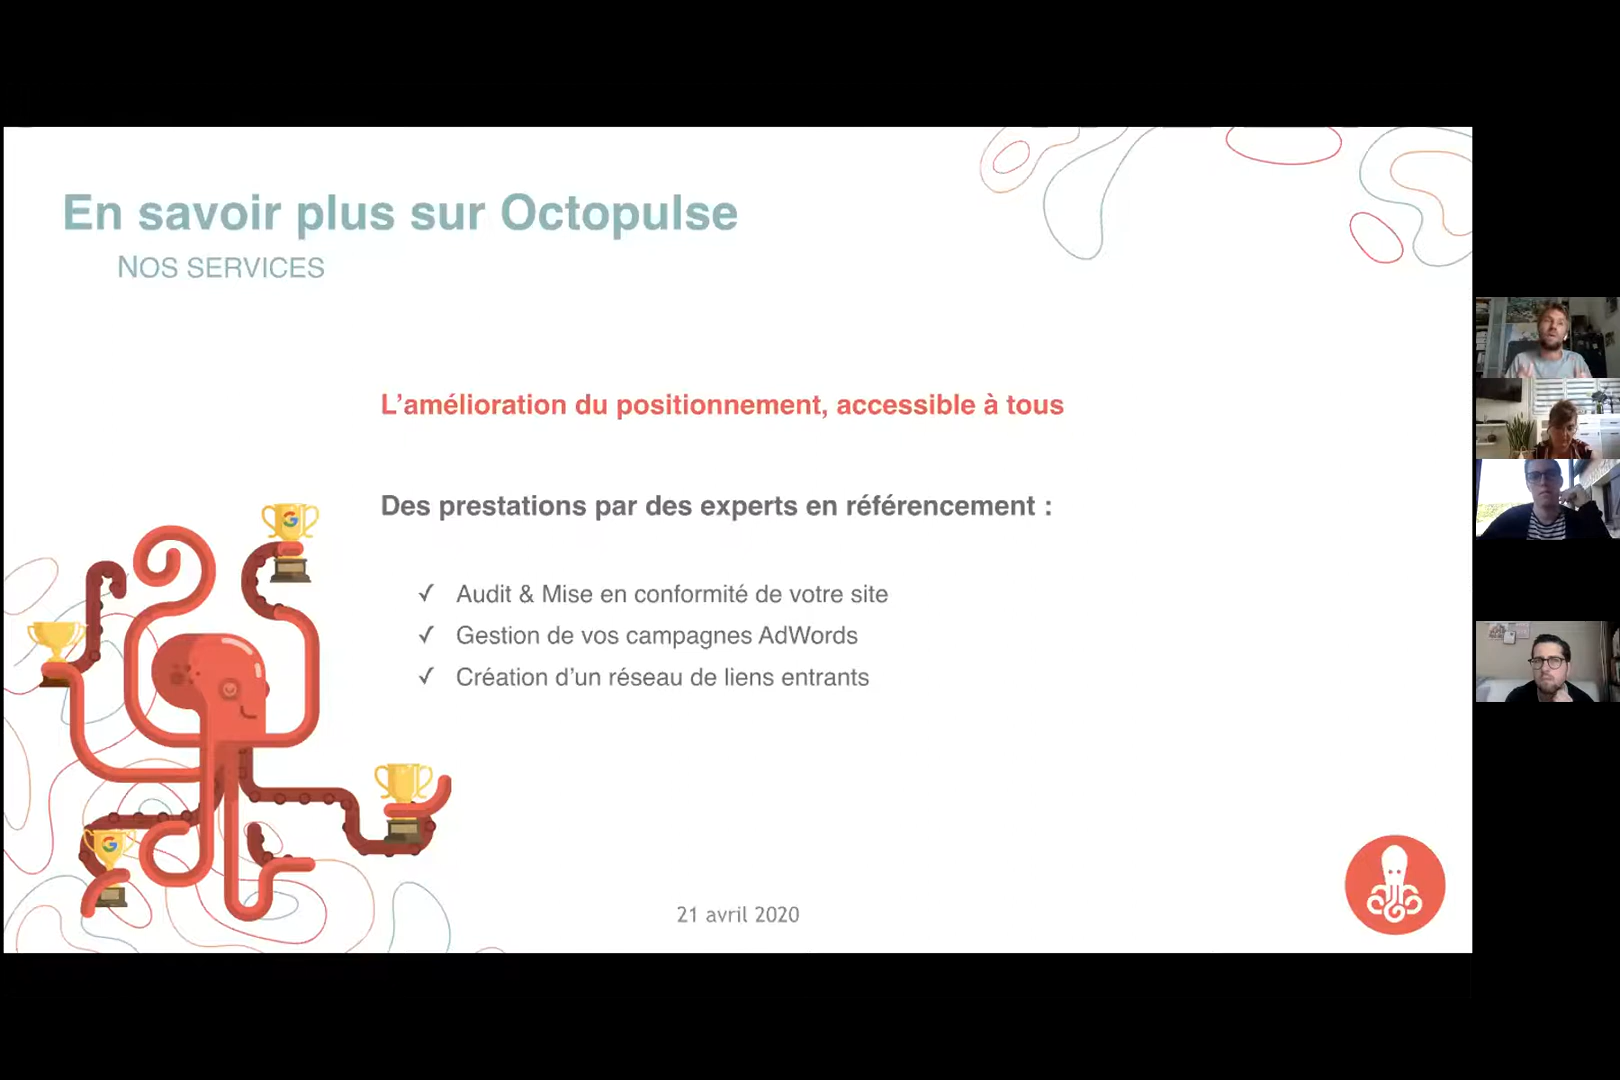 En savoir plus sur Octopulse
NOS SERVICES
L’amélioration du positionnement, accessible à tous
Des prestations par des experts en référencement :
✓ Audit & Mise en conformité de votre site
✓ Gestion de vos campagnes AdWords
✓ Création d’un réseau de liens entrants
21 avril 2020